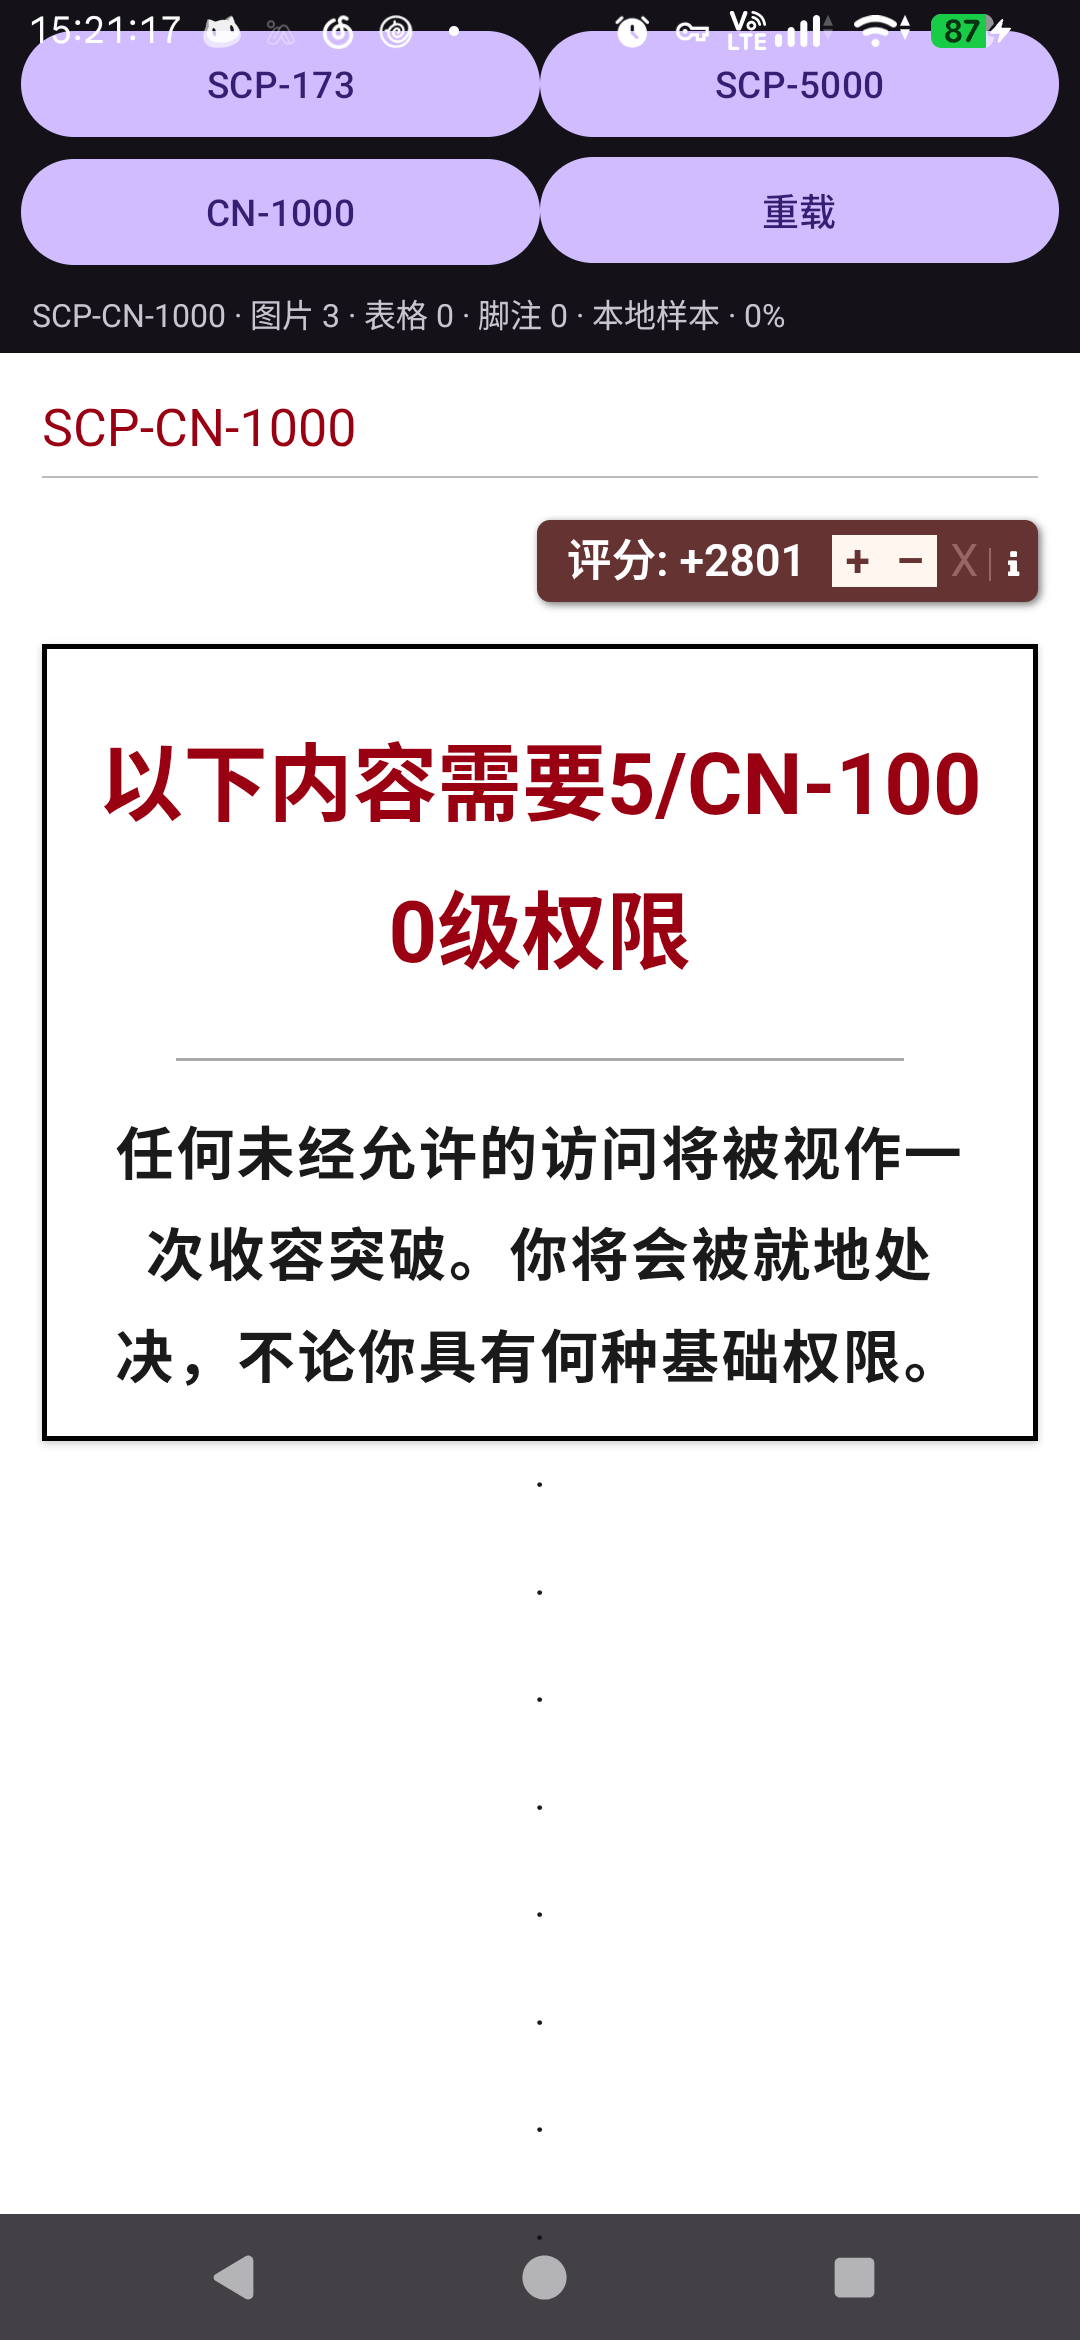 15:21:17 VoLTE 87
SCP-173 SCP-5000
CN-1000 重载
SCP-CN-1000 · 图片 3 · 表格 0 · 脚注 0 · 本地样本 · 0%
SCP-CN-1000
评分: +2801 + − X | i
以下内容需要5/CN-100
0级权限
任何未经允许的访问将被视作一
次收容突破。你将会被就地处
决，不论你具有何种基础权限。
.
.
.
.
.
.
.
.